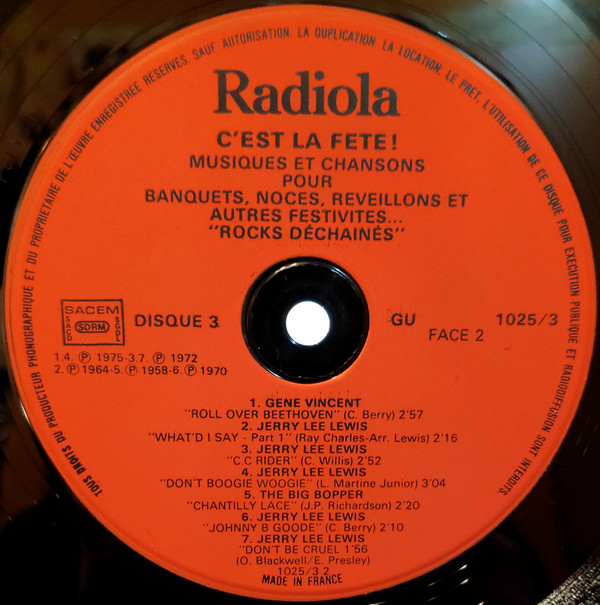 TOUS DROITS DU PRODUCTEUR PHONOGRAPHIQUE ET DU PROPRIETAIRE DE L'ŒUVRE ENREGISTREE RESERVES. SAUF AUTORISATION, LA DUPLICATION, LA LOCATION, LE PRET, L'UTILISATION DE CE DISQUE POUR EXECUTION PUBLIQUE ET RADIODIFFUSION SONT INTERDITS.
Radiola
C'EST LA FETE!
MUSIQUES ET CHANSONS
POUR
BANQUETS, NOCES, REVEILLONS ET
AUTRES FESTIVITES...
"ROCKS DÉCHAINÉS"
SACEM
SACD SDRM SGDL
DISQUE 3
GU 1025/3
FACE 2
1.4. Ⓟ 1975-3.7. Ⓟ 1972
2. Ⓟ 1964-5. Ⓟ 1958-6. Ⓟ 1970
1. GENE VINCENT
"ROLL OVER BEETHOVEN" (C. Berry) 2'57
2. JERRY LEE LEWIS
"WHAT'D I SAY - Part 1" (Ray Charles-Arr. Lewis) 2'16
3. JERRY LEE LEWIS
"C.C RIDER" (C. Willis) 2'52
4. JERRY LEE LEWIS
"DON'T BOOGIE WOOGIE" (L. Martine Junior) 3'04
5. THE BIG BOPPER
"CHANTILLY LACE" (J.P. Richardson) 2'20
6. JERRY LEE LEWIS
"JOHNNY B GOODE" (C. Berry) 2'10
7. JERRY LEE LEWIS
"DON'T BE CRUEL 1'56
(O. Blackwell/E. Presley)
1025/3 2
MADE IN FRANCE